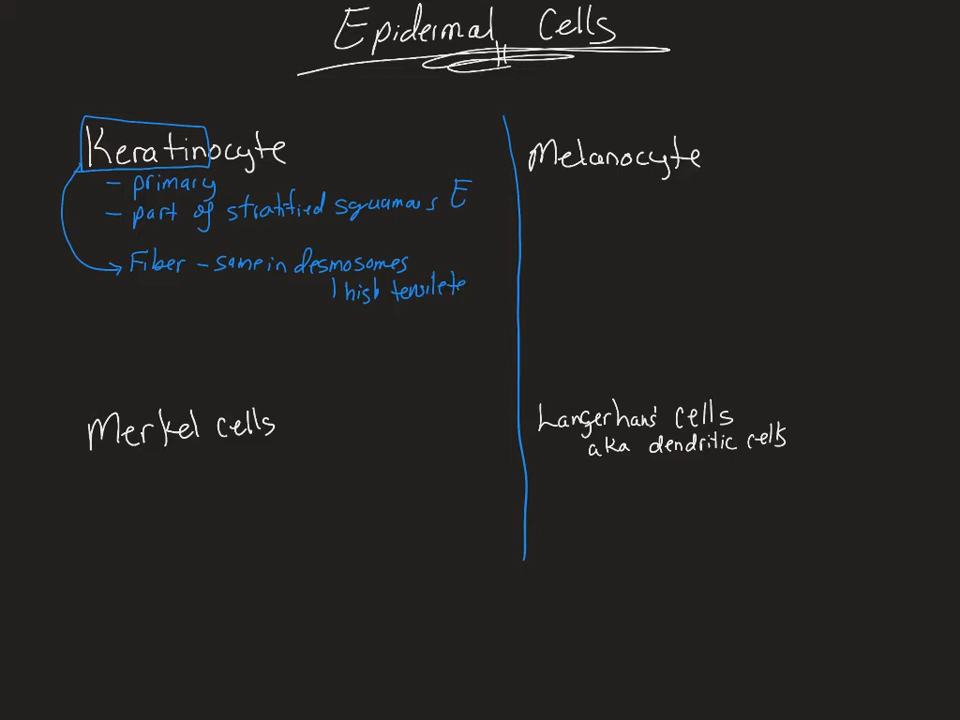 Epidermal Cells
Keratinocyte
- primary
- part of stratified squamous E
Fiber - same in desmosomes
high tensile
Melanocyte
Merkel cells
Langerhans' cells
aka dendritic cells